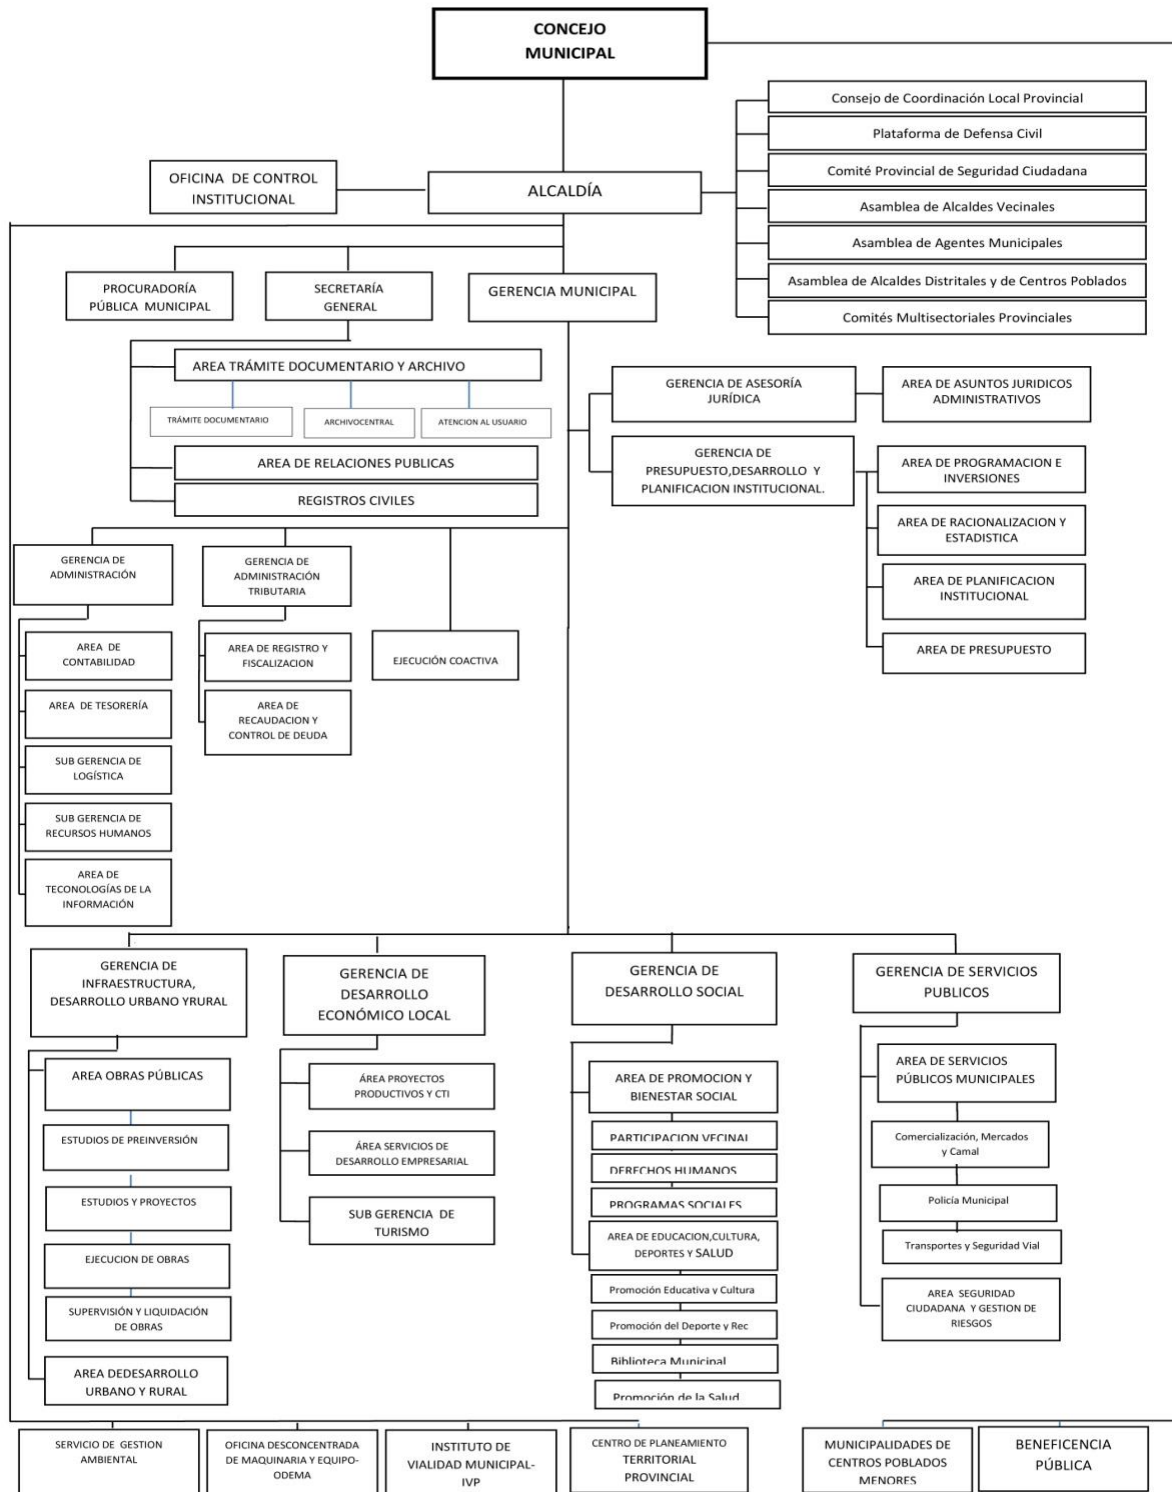 CONCEJO
MUNICIPAL
Consejo de Coordinación Local Provincial
Plataforma de Defensa Civil
Comité Provincial de Seguridad Ciudadana
Asamblea de Alcaldes Vecinales
Asamblea de Agentes Municipales
Asamblea de Alcaldes Distritales y de Centros Poblados
Comités Multisectoriales Provinciales
OFICINA DE CONTROL
INSTITUCIONAL
ALCALDÍA
PROCURADORÍA
PÚBLICA MUNICIPAL
SECRETARÍA
GENERAL
GERENCIA MUNICIPAL
AREA TRÁMITE DOCUMENTARIO Y ARCHIVO
TRÁMITE DOCUMENTARIO
ARCHIVOCENTRAL
ATENCION AL USUARIO
AREA DE RELACIONES PUBLICAS
REGISTROS CIVILES
GERENCIA DE ASESORÍA
JURÍDICA
AREA DE ASUNTOS JURIDICOS
ADMINISTRATIVOS
GERENCIA DE
PRESUPUESTO,DESARROLLO Y
PLANIFICACION INSTITUCIONAL.
AREA DE PROGRAMACION E
INVERSIONES
AREA DE RACIONALIZACION Y
ESTADISTICA
AREA DE PLANIFICACION
INSTITUCIONAL
AREA DE PRESUPUESTO
GERENCIA DE
ADMINISTRACIÓN
GERENCIA DE
ADMINISTRACIÓN
TRIBUTARIA
EJECUCIÓN COACTIVA
AREA DE
CONTABILIDAD
AREA DE TESORERÍA
SUB GERENCIA DE
LOGÍSTICA
SUB GERENCIA DE
RECURSOS HUMANOS
AREA DE
TECONOLOGÍAS DE LA
INFORMACIÓN
AREA DE REGISTRO Y
FISCALIZACION
AREA DE
RECAUDACION Y
CONTROL DE DEUDA
GERENCIA DE
INFRAESTRUCTURA,
DESARROLLO URBANO YRURAL
AREA OBRAS PÚBLICAS
ESTUDIOS DE PREINVERSIÓN
ESTUDIOS Y PROYECTOS
EJECUCION DE OBRAS
SUPERVISIÓN Y LIQUIDACIÓN
DE OBRAS
AREA DEDESARROLLO
URBANO Y RURAL
GERENCIA DE
DESARROLLO
ECONÓMICO LOCAL
ÁREA PROYECTOS
PRODUCTIVOS Y CTI
ÁREA SERVICIOS DE
DESARROLLO EMPRESARIAL
SUB GERENCIA DE
TURISMO
GERENCIA DE
DESARROLLO SOCIAL
AREA DE PROMOCION Y
BIENESTAR SOCIAL
PARTICIPACION VECINAL
DERECHOS HUMANOS
PROGRAMAS SOCIALES
AREA DE EDUCACION,CULTURA,
DEPORTES Y SALUD
Promoción Educativa y Cultura
Promoción del Deporte y Rec
Biblioteca Municipal
Promoción de la Salud
GERENCIA DE SERVICIOS
PUBLICOS
AREA DE SERVICIOS
PÚBLICOS MUNICIPALES
Comercialización, Mercados
y Camal
Policía Municipal
Transportes y Seguridad Vial
AREA SEGURIDAD
CIUDADANA Y GESTION DE
RIESGOS
SERVICIO DE GESTION
AMBIENTAL
OFICINA DESCONCENTRADA
DE MAQUINARIA Y EQUIPO-
ODEMA
INSTITUTO DE
VIALIDAD MUNICIPAL-
IVP
CENTRO DE PLANEAMIENTO
TERRITORIAL
PROVINCIAL
MUNICIPALIDADES DE
CENTROS POBLADOS
MENORES
BENEFICENCIA
PÚBLICA